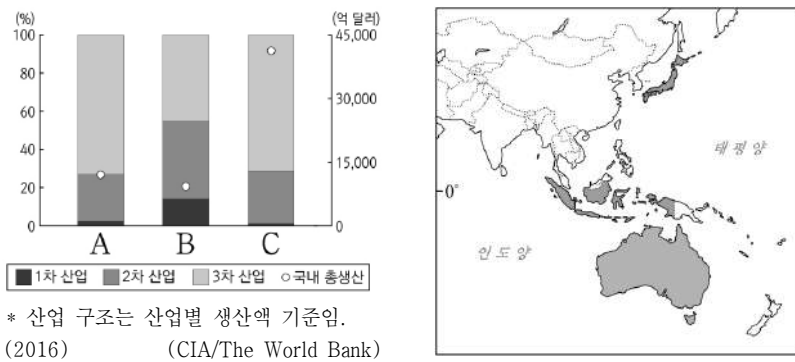 (%)
(억 달러)
100
80
60
40
20
0
45,000
30,000
15,000
0
A B C
1차 산업 2차 산업 3차 산업 국내 총생산
* 산업 구조는 산업별 생산액 기준임.
(2016) (CIA/The World Bank)
태평양
0°
인도양